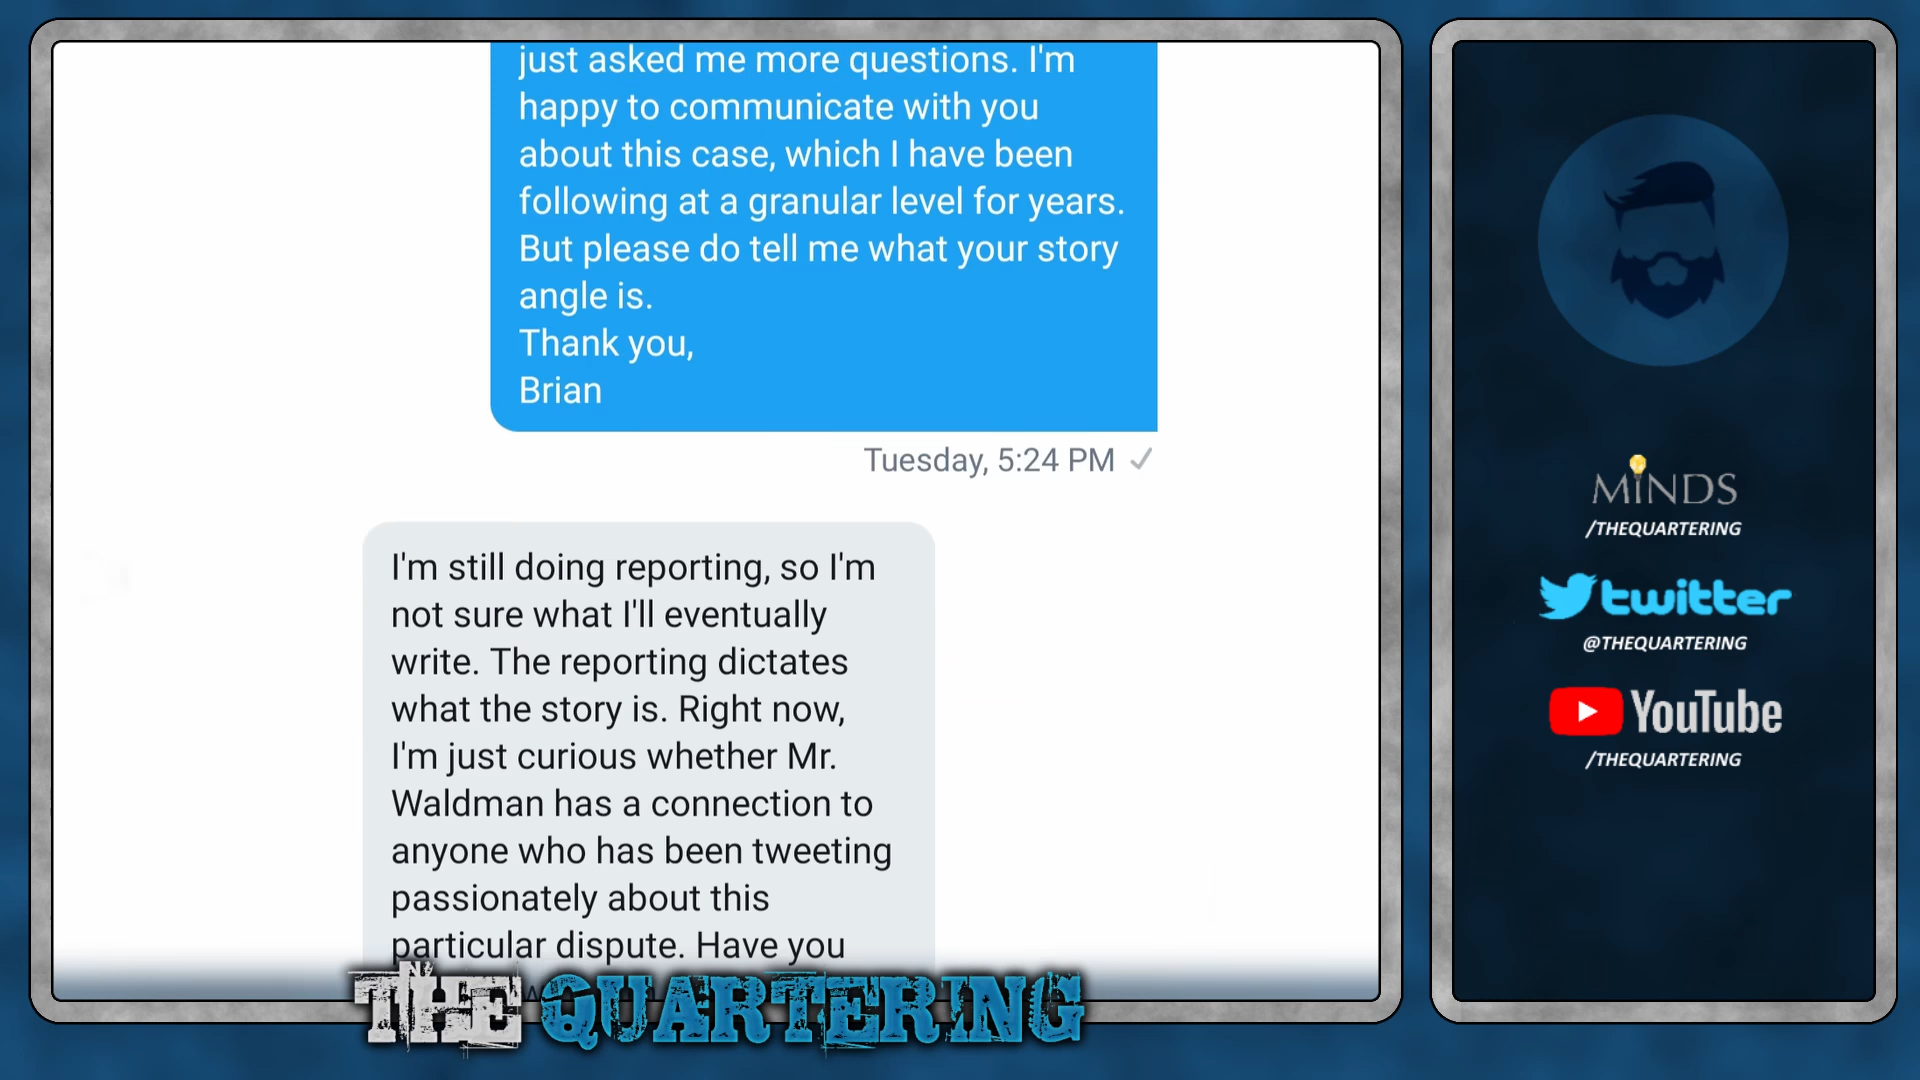 just asked me more questions. I'm
happy to communicate with you
about this case, which I have been
following at a granular level for years.
But please do tell me what your story
angle is.
Thank you,
Brian
Tuesday, 5:24 PM
I'm still doing reporting, so I'm
not sure what I'll eventually
write. The reporting dictates
what the story is. Right now,
I'm just curious whether Mr.
Waldman has a connection to
anyone who has been tweeting
passionately about this
particular dispute. Have you
THE QUARTERING
MINDS
/THEQUARTERING
twitter
@THEQUARTERING
YouTube
/THEQUARTERING